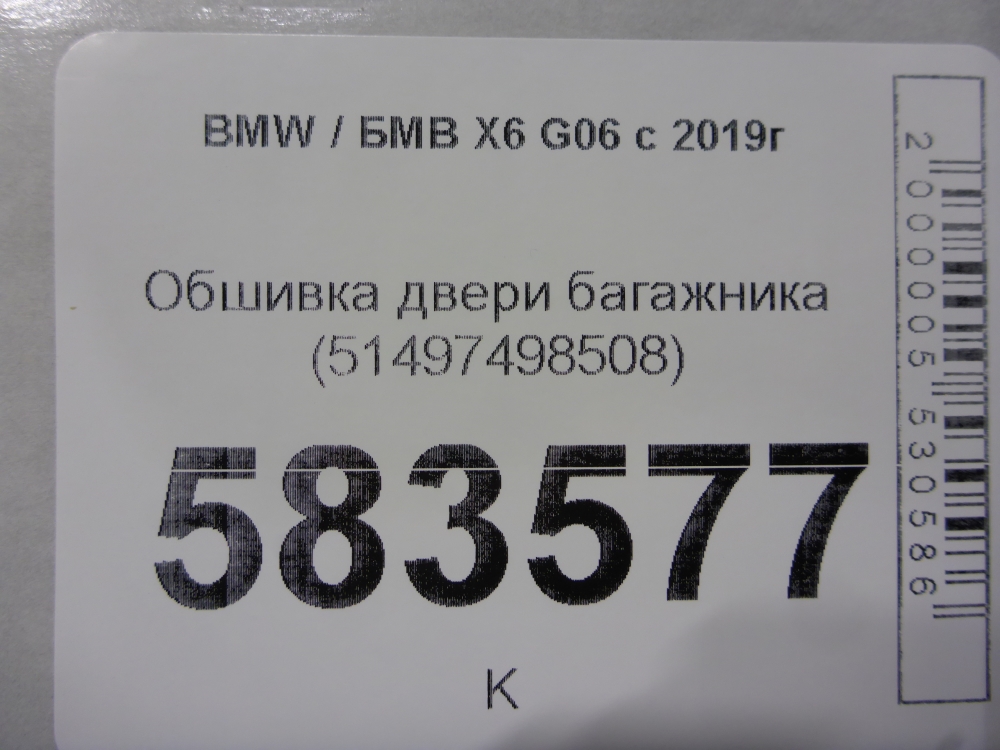 BMW / БМВ X6 G06 с 2019г
Обшивка двери багажника
(51497498508)
583577
К
2000005530586